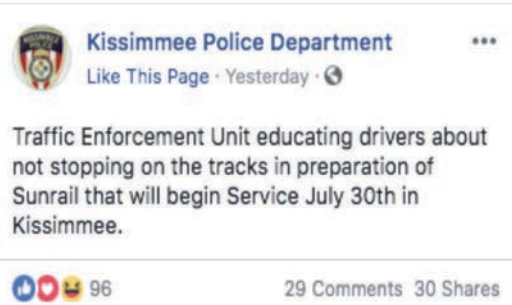 Kissimmee Police Department
Like This Page · Yesterday ·
Traffic Enforcement Unit educating drivers about
not stopping on the tracks in preparation of
Sunrail that will begin Service July 30th in
Kissimmee.
96 29 Comments 30 Shares